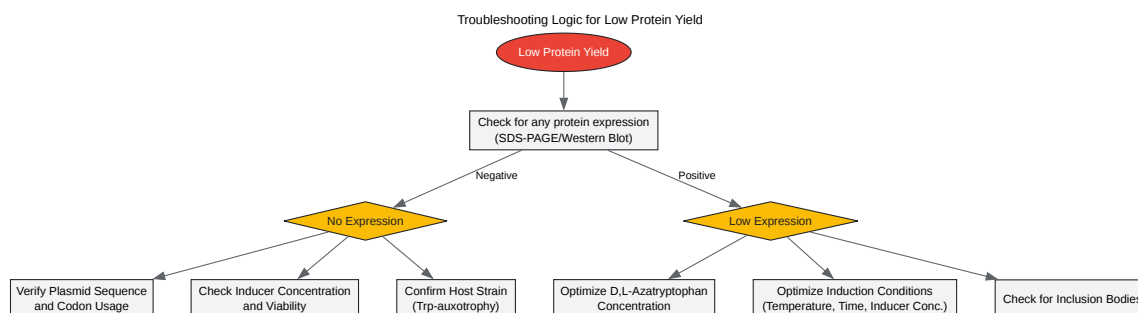 Troubleshooting Logic for Low Protein Yield
Low Protein Yield
Check for any protein expression
(SDS-PAGE/Western Blot)
Negative
Positive
No Expression
Low Expression
Verify Plasmid Sequence
and Codon Usage
Check Inducer Concentration
and Viability
Confirm Host Strain
(Trp-auxotrophy)
Optimize D,L-Azatryptophan
Concentration
Optimize Induction Conditions
(Temperature, Time, Inducer Conc.)
Check for Inclusion Bodies